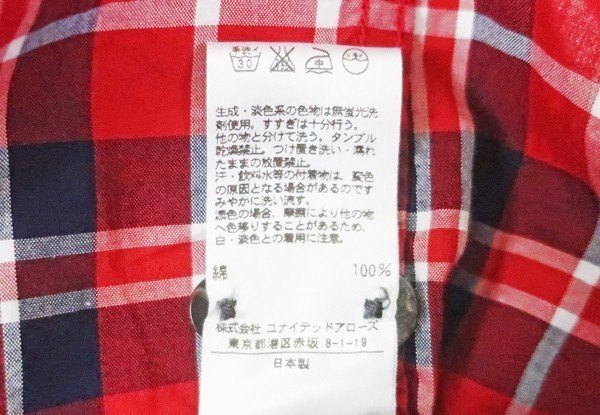 手洗イ
30
中
生成・淡色系の色物は無蛍光洗
剤使用。すすぎは十分行う。
他の物と分けて洗う。タンブル
乾燥禁止。つけ置き洗い・濡れ
たままの放置禁止。
汗・飲料水等の付着物は、変色
の原因となる場合があるのです
みやかに洗い流す。
濃色の場合、摩擦により他の物
へ色移りすることがあるため、
白・淡色との着用に注意。
綿 100%
株式会社 ユナイテッドアローズ
東京都港区赤坂 8-1-19
日本製